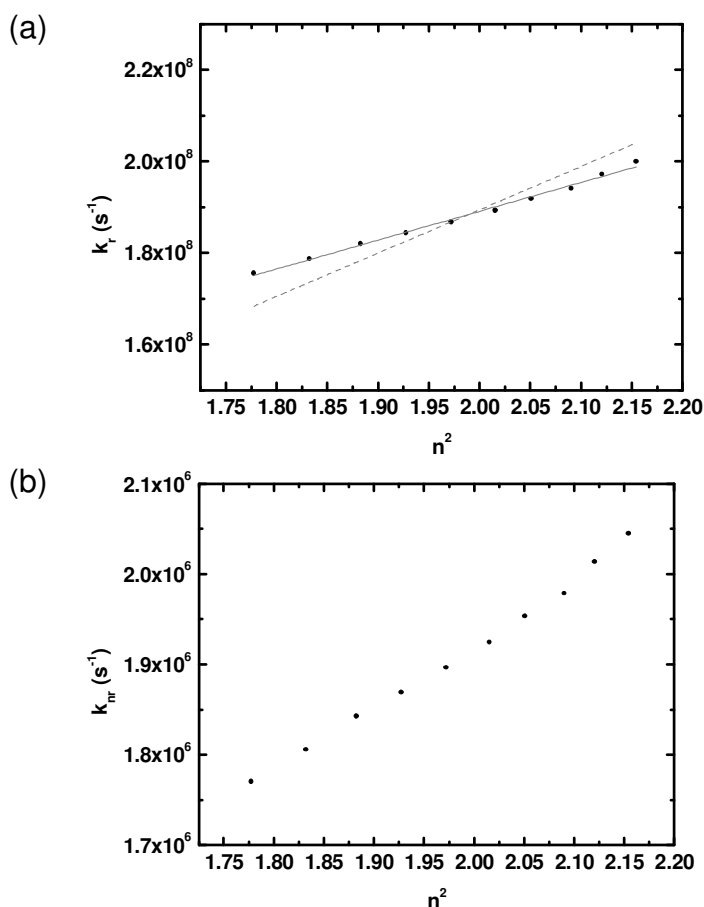 (a)
2.2x10⁸
2.0x10⁸
1.8x10⁸
1.6x10⁸
kᵣ (s⁻¹)
1.75 1.80 1.85 1.90 1.95 2.00 2.05 2.10 2.15 2.20
n²
(b)
2.1x10⁶
2.0x10⁶
1.9x10⁶
1.8x10⁶
1.7x10⁶
kₙᵣ (s⁻¹)
1.75 1.80 1.85 1.90 1.95 2.00 2.05 2.10 2.15 2.20
n²